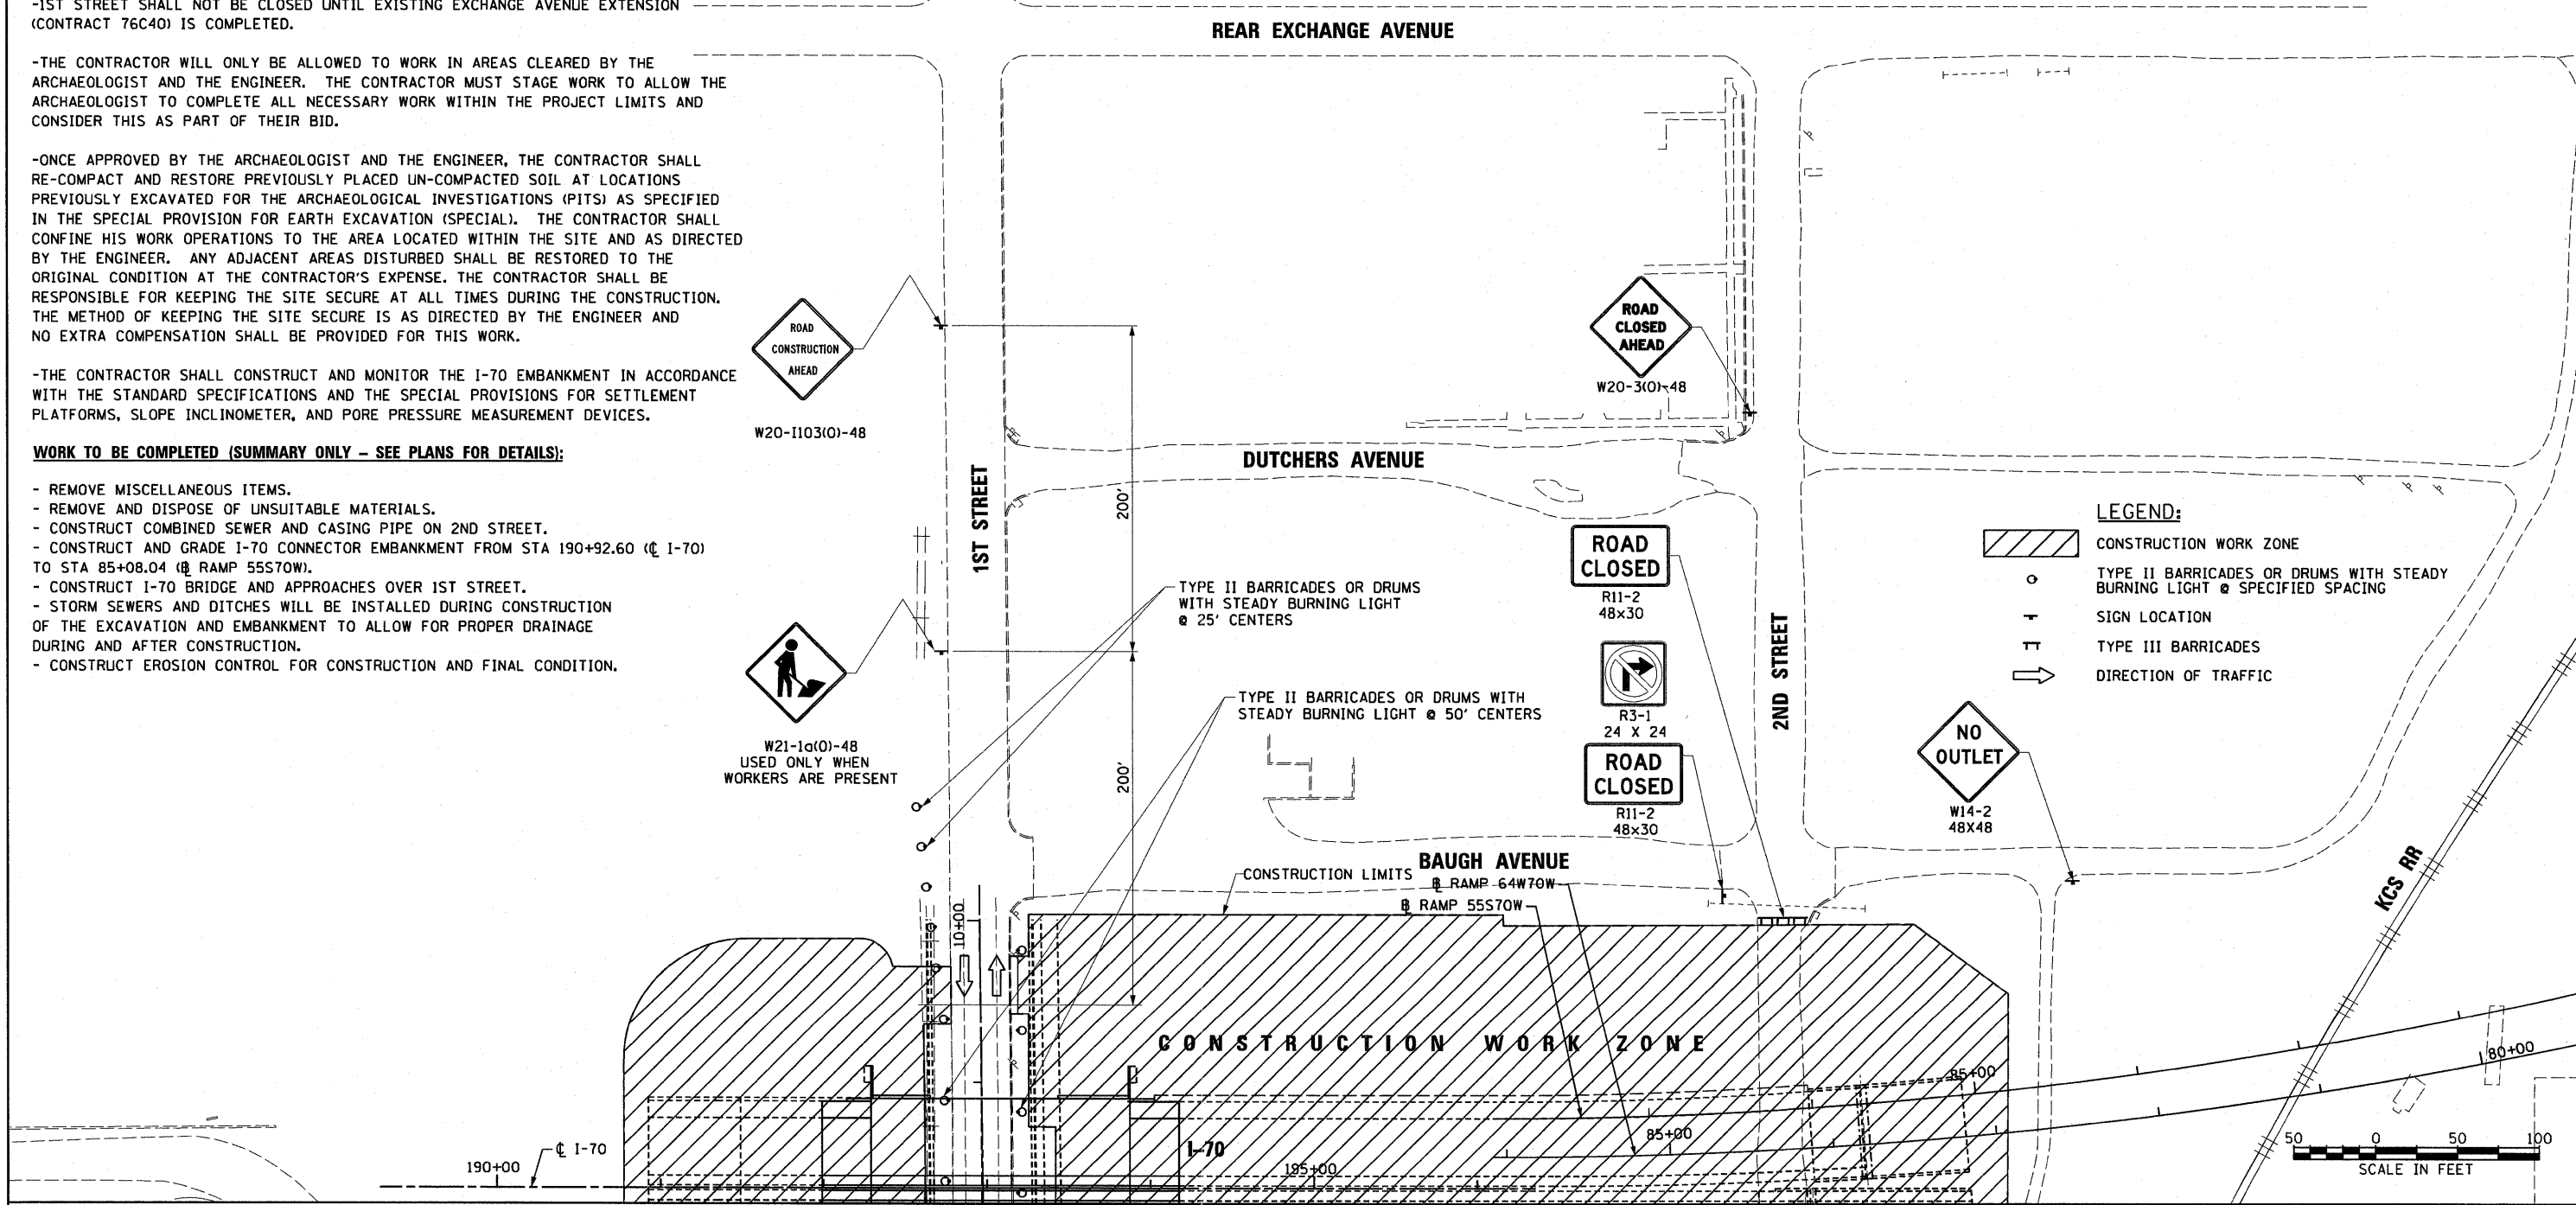 -1ST STREET SHALL NOT BE CLOSED UNTIL EXISTING EXCHANGE AVENUE EXTENSION
(CONTRACT 76C40) IS COMPLETED.
-THE CONTRACTOR WILL ONLY BE ALLOWED TO WORK IN AREAS CLEARED BY THE
ARCHAEOLOGIST AND THE ENGINEER. THE CONTRACTOR MUST STAGE WORK TO ALLOW THE
ARCHAEOLOGIST TO COMPLETE ALL NECESSARY WORK WITHIN THE PROJECT LIMITS AND
CONSIDER THIS AS PART OF THEIR BID.
-ONCE APPROVED BY THE ARCHAEOLOGIST AND THE ENGINEER, THE CONTRACTOR SHALL
RE-COMPACT AND RESTORE PREVIOUSLY PLACED UN-COMPACTED SOIL AT LOCATIONS
PREVIOUSLY EXCAVATED FOR THE ARCHAEOLOGICAL INVESTIGATIONS (PITS) AS SPECIFIED
IN THE SPECIAL PROVISION FOR EARTH EXCAVATION (SPECIAL). THE CONTRACTOR SHALL
CONFINE HIS WORK OPERATIONS TO THE AREA LOCATED WITHIN THE SITE AND AS DIRECTED
BY THE ENGINEER. ANY ADJACENT AREAS DISTURBED SHALL BE RESTORED TO THE
ORIGINAL CONDITION AT THE CONTRACTOR'S EXPENSE. THE CONTRACTOR SHALL BE
RESPONSIBLE FOR KEEPING THE SITE SECURE AT ALL TIMES DURING THE CONSTRUCTION.
THE METHOD OF KEEPING THE SITE SECURE IS AS DIRECTED BY THE ENGINEER AND
NO EXTRA COMPENSATION SHALL BE PROVIDED FOR THIS WORK.
-THE CONTRACTOR SHALL CONSTRUCT AND MONITOR THE I-70 EMBANKMENT IN ACCORDANCE
WITH THE STANDARD SPECIFICATIONS AND THE SPECIAL PROVISIONS FOR SETTLEMENT
PLATFORMS, SLOPE INCLINOMETER, AND PORE PRESSURE MEASUREMENT DEVICES.
WORK TO BE COMPLETED (SUMMARY ONLY - SEE PLANS FOR DETAILS):
- REMOVE MISCELLANEOUS ITEMS.
- REMOVE AND DISPOSE OF UNSUITABLE MATERIALS.
- CONSTRUCT COMBINED SEWER AND CASING PIPE ON 2ND STREET.
- CONSTRUCT AND GRADE I-70 CONNECTOR EMBANKMENT FROM STA 190+92.60 (℄ I-70)
TO STA 85+08.04 (B RAMP 55S70W).
- CONSTRUCT I-70 BRIDGE AND APPROACHES OVER 1ST STREET.
- STORM SEWERS AND DITCHES WILL BE INSTALLED DURING CONSTRUCTION
OF THE EXCAVATION AND EMBANKMENT TO ALLOW FOR PROPER DRAINAGE
DURING AND AFTER CONSTRUCTION.
- CONSTRUCT EROSION CONTROL FOR CONSTRUCTION AND FINAL CONDITION.
REAR EXCHANGE AVENUE
ROAD
CONSTRUCTION
AHEAD
W20-I103(O)-48
W21-1a(O)-48
USED ONLY WHEN
WORKERS ARE PRESENT
1ST STREET
200'
200'
DUTCHERS AVENUE
ROAD
CLOSED
AHEAD
W20-3(O)-48
TYPE II BARRICADES OR DRUMS
WITH STEADY BURNING LIGHT
@ 25' CENTERS
TYPE II BARRICADES OR DRUMS WITH
STEADY BURNING LIGHT @ 50' CENTERS
ROAD
CLOSED
R11-2
48x30
R3-1
24 X 24
ROAD
CLOSED
R11-2
48x30
2ND STREET
NO
OUTLET
W14-2
48X48
LEGEND:
CONSTRUCTION WORK ZONE
TYPE II BARRICADES OR DRUMS WITH STEADY
BURNING LIGHT @ SPECIFIED SPACING
SIGN LOCATION
TYPE III BARRICADES
DIRECTION OF TRAFFIC
KCS RR
BAUGH AVENUE
CONSTRUCTION LIMITS
B RAMP 64W70W
B RAMP 55S70W
10+00
CONSTRUCTION WORK ZONE
85+00
80+00
85+00
I-70
℄ I-70
190+00
195+00
50 0 50 100
SCALE IN FEET